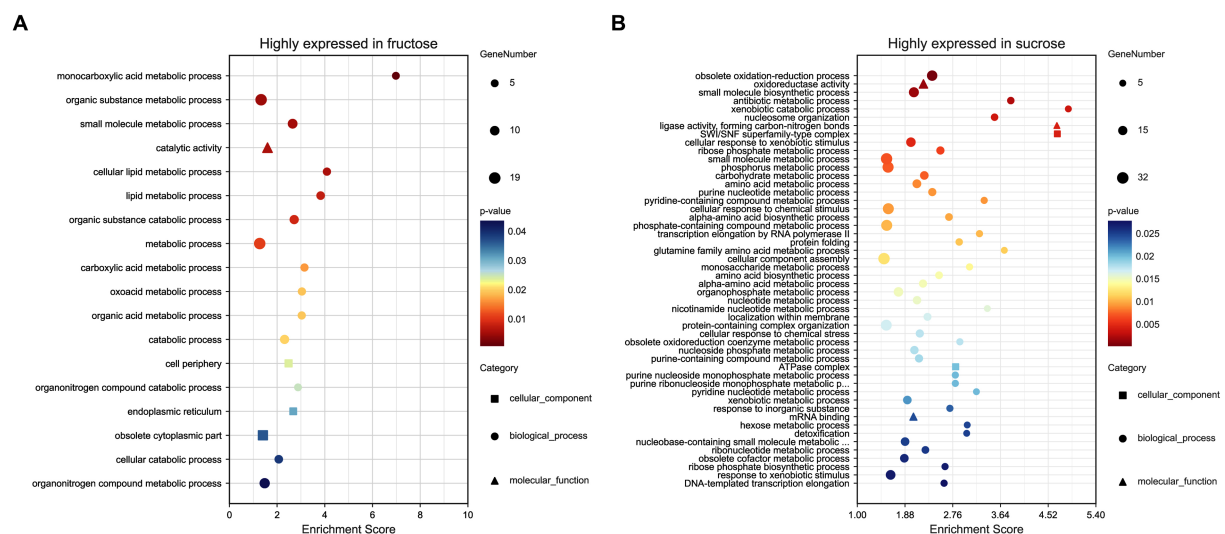 A
Highly expressed in fructose
monocarboxylic acid metabolic process
organic substance metabolic process
small molecule metabolic process
catalytic activity
cellular lipid metabolic process
lipid metabolic process
organic substance catabolic process
metabolic process
carboxylic acid metabolic process
oxoacid metabolic process
organic acid metabolic process
catabolic process
cell periphery
organonitrogen compound catabolic process
endoplasmic reticulum
obsolete cytoplasmic part
cellular catabolic process
organonitrogen compound metabolic process
0 2 4 6 8 10
Enrichment Score
GeneNumber
5
10
19
p-value
0.04
0.03
0.02
0.01
Category
cellular_component
biological_process
molecular_function
B
Highly expressed in sucrose
obsolete oxidation-reduction process
oxidoreductase activity
small molecule biosynthetic process
antibiotic metabolic process
xenobiotic catabolic process
nucleosome organization
ligase activity, forming carbon-nitrogen bonds
SWI/SNF superfamily-type complex
cellular response to xenobiotic stimulus
ribose phosphate metabolic process
small molecule metabolic process
phosphorus metabolic process
carbohydrate metabolic process
amino acid metabolic process
purine nucleotide metabolic process
pyridine-containing compound metabolic process
cellular response to chemical stimulus
alpha-amino acid biosynthetic process
phosphate-containing compound metabolic process
transcription elongation by RNA polymerase II
protein folding
glutamine family amino acid metabolic process
cellular component assembly
monosaccharide metabolic process
amino acid biosynthetic process
alpha-amino acid metabolic process
organophosphate metabolic process
nucleotide metabolic process
nicotinamide nucleotide metabolic process
localization within membrane
protein-containing complex organization
cellular response to chemical stress
obsolete oxidoreduction coenzyme metabolic process
nucleoside phosphate metabolic process
purine-containing compound metabolic process
ATPase complex
purine nucleoside monophosphate metabolic process
purine ribonucleoside monophosphate metabolic p...
pyridine nucleotide metabolic process
xenobiotic metabolic process
response to inorganic substance
mRNA binding
hexose metabolic process
detoxification
nucleobase-containing small molecule metabolic ...
ribonucleotide metabolic process
obsolete cofactor metabolic process
ribose phosphate biosynthetic process
response to xenobiotic stimulus
DNA-templated transcription elongation
1.00 1.88 2.76 3.64 4.52 5.40
Enrichment Score
GeneNumber
5
15
32
p-value
0.025
0.020
0.015
0.01
0.005
Category
cellular_component
biological_process
molecular_function